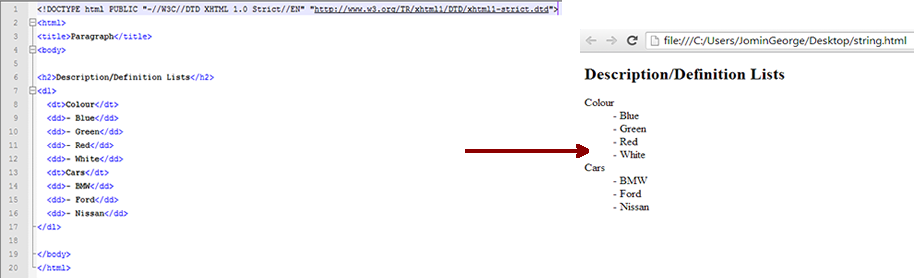 1 <!DOCTYPE html PUBLIC "-//W3C//DTD XHTML 1.0 Strict//EN" "http://www.w3.org/TR/xhtml1/DTD/xhtml1-strict.dtd">
2 <html>
3 <title>Paragraph</title>
4 <body>
5
6 <h2>Description/Definition Lists</h2>
7 <dl>
8 <dt>Colour</dt>
9 <dd>- Blue</dd>
10 <dd>- Green</dd>
11 <dd>- Red</dd>
12 <dd>- White</dd>
13 <dt>Cars</dt>
14 <dd>- BMW</dd>
15 <dd>- Ford</dd>
16 <dd>- Nissan</dd>
17 </dl>
18
19 </body>
20 </html>
file:///C:/Users/JominGeorge/Desktop/string.html
Description/Definition Lists
Colour
- Blue
- Green
- Red
- White
Cars
- BMW
- Ford
- Nissan